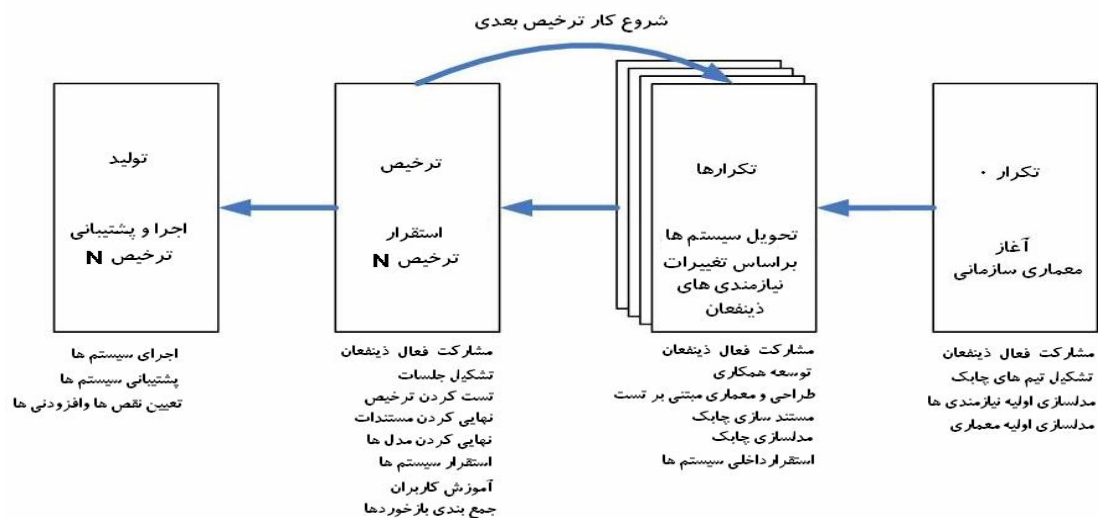 شروع کار ترخیص بعدی
تکرار ۰
آغاز
معماری سازمانی
مشارکت فعال ذینفعان
تشکیل تیم های چابک
مدلسازی اولیه نیازمندی ها
مدلسازی اولیه معماری
تکرارها
تحویل سیستم ها
براساس تغییرات
نیازمندی های
ذینفعان
مشارکت فعال ذینفعان
توسعه همکاری
طراحی و معماری مبتنی بر تست
مستند سازی چابک
مدلسازی چابک
استقرارداخلی سیستم ها
ترخیص
استقرار
ترخیص N
مشارکت فعال ذینفعان
تشکیل جلسات
تست کردن ترخیص
نهایی کردن مستندات
نهایی کردن مدل ها
استقرار سیستم ها
آموزش کاربران
جمع بندی بازخوردها
تولید
اجرا و پشتیبانی
ترخیص N
اجرای سیستم ها
پشتیبانی سیستم ها
تعیین نقص ها وافزودنی ها